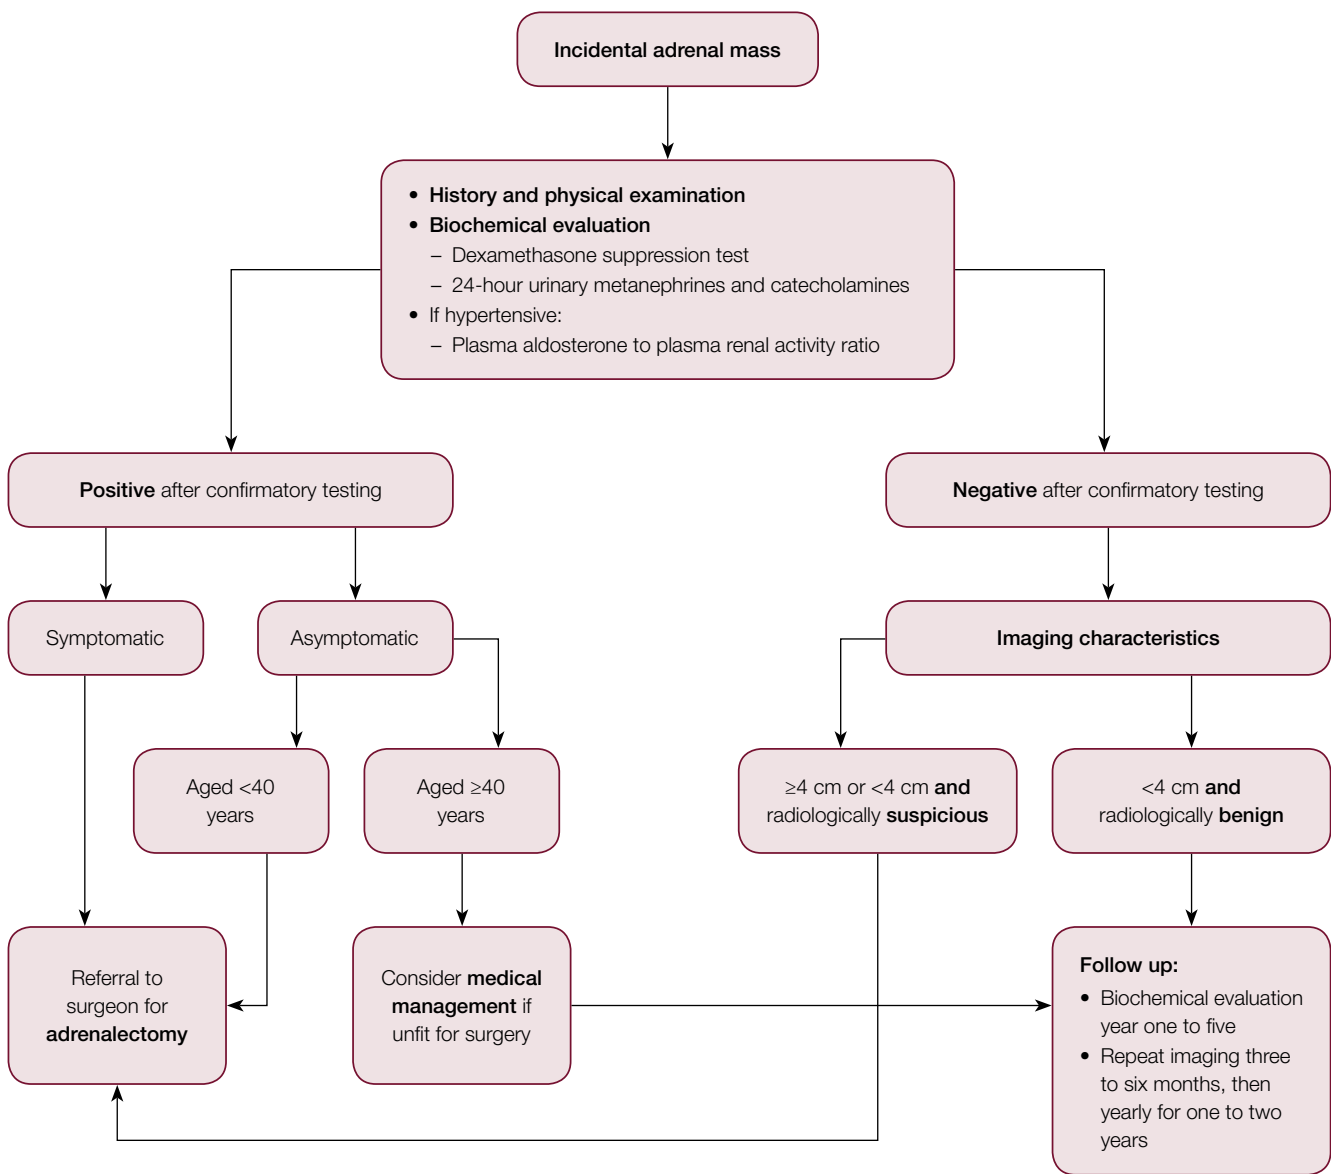 Incidental adrenal mass
• History and physical examination
• Biochemical evaluation
– Dexamethasone suppression test
– 24-hour urinary metanephrines and catecholamines
• If hypertensive:
– Plasma aldosterone to plasma renal activity ratio
Positive after confirmatory testing
Negative after confirmatory testing
Symptomatic
Asymptomatic
Imaging characteristics
Aged <40
years
Aged ≥40
years
≥4 cm or <4 cm and
radiologically suspicious
<4 cm and
radiologically benign
Referral to
surgeon for
adrenalectomy
Consider medical
management if
unfit for surgery
Follow up:
• Biochemical evaluation
year one to five
• Repeat imaging three
to six months, then
yearly for one to two
years